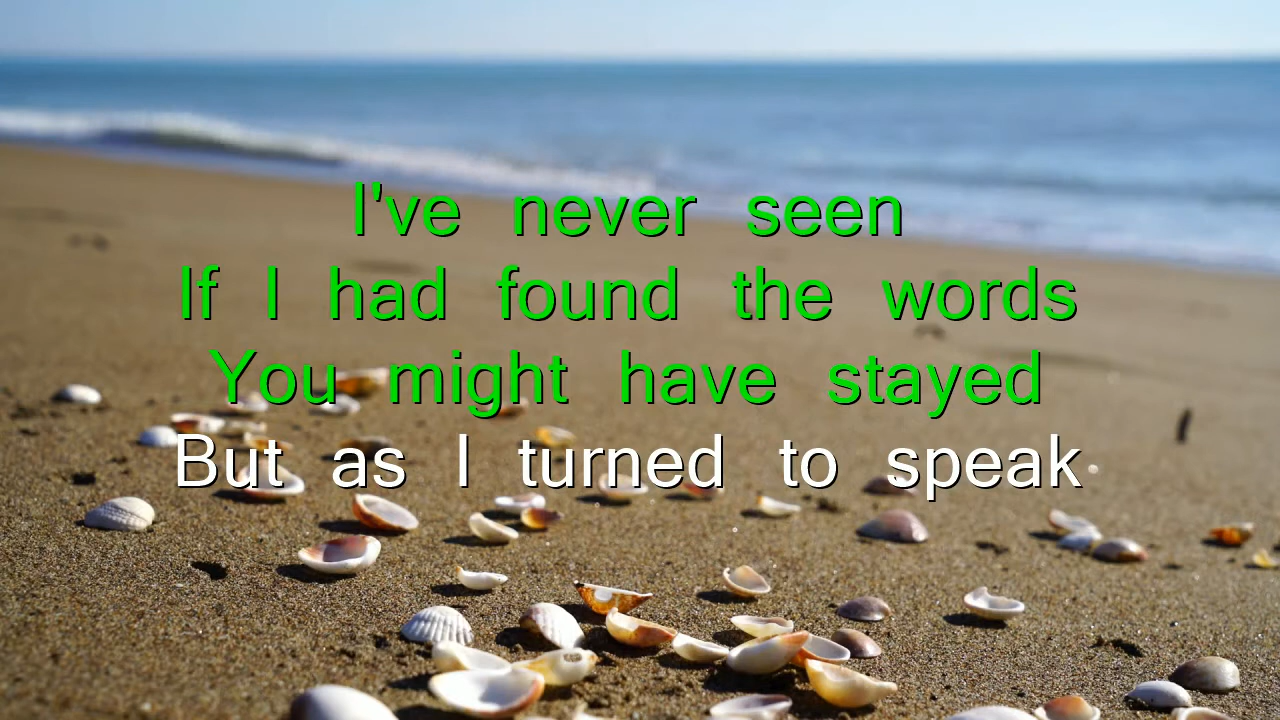 I've never seen
If I had found the words
You might have stayed
But as I turned to speak